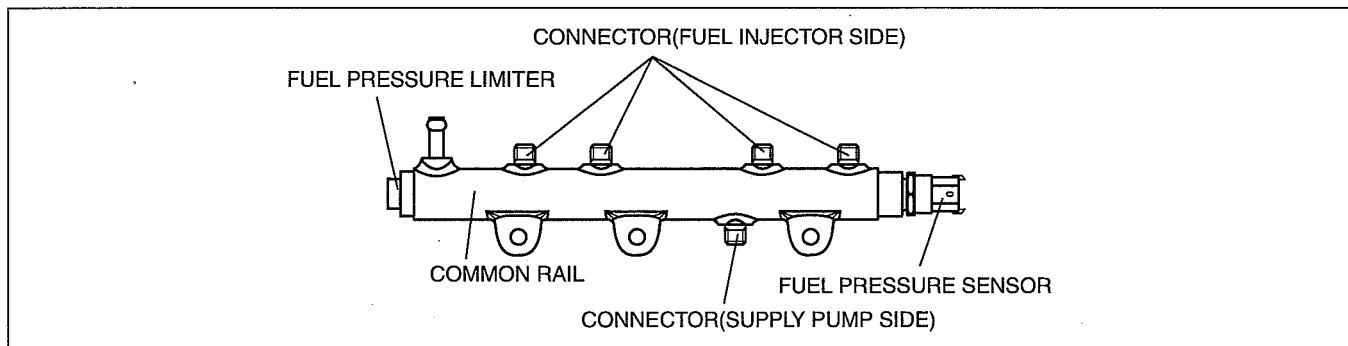 CONNECTOR(FUEL INJECTOR SIDE)
FUEL PRESSURE LIMITER
COMMON RAIL
FUEL PRESSURE SENSOR
CONNECTOR(SUPPLY PUMP SIDE)